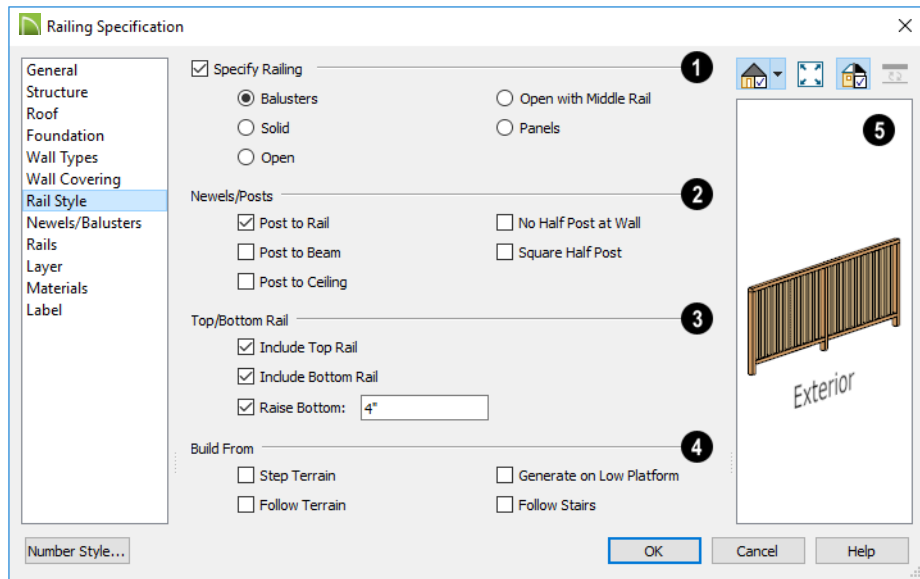 Railing Specification
General
Structure
Roof
Foundation
Wall Types
Wall Covering
Rail Style
Newels/Balusters
Rails
Layer
Materials
Label
Specify Railing
1
Balusters
Open with Middle Rail
Solid
Panels
Open
Newels/Posts
2
Post to Rail
No Half Post at Wall
Post to Beam
Square Half Post
Post to Ceiling
Top/Bottom Rail
3
Include Top Rail
Include Bottom Rail
Raise Bottom: 4"
Build From
4
Step Terrain
Generate on Low Platform
Follow Terrain
Follow Stairs
5
Exterior
Number Style...
OK
Cancel
Help